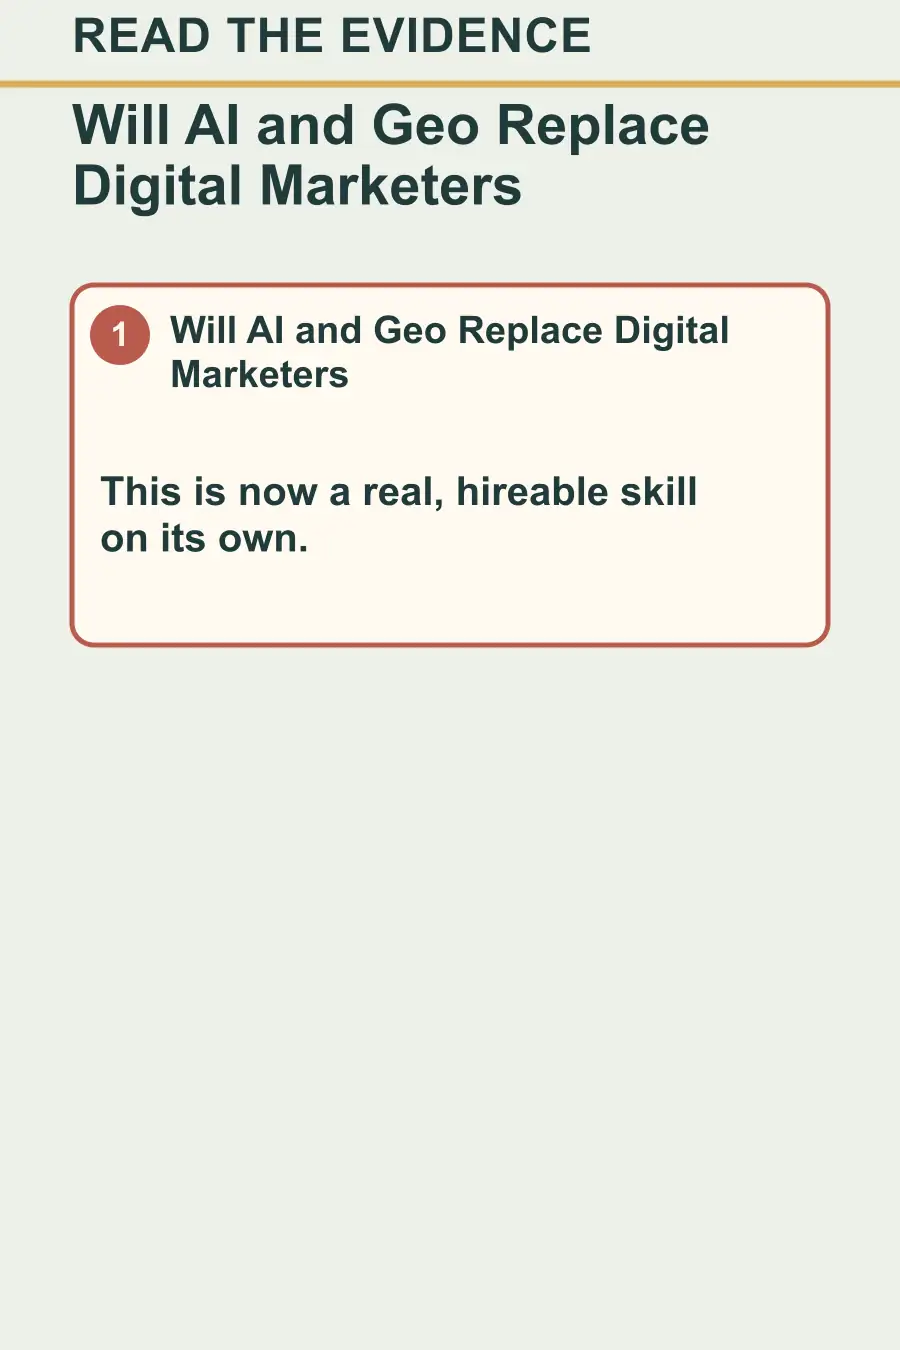 READ THE EVIDENCE
Will AI and Geo Replace
Digital Marketers
1
Will AI and Geo Replace Digital
Marketers
This is now a real, hireable skill
on its own.